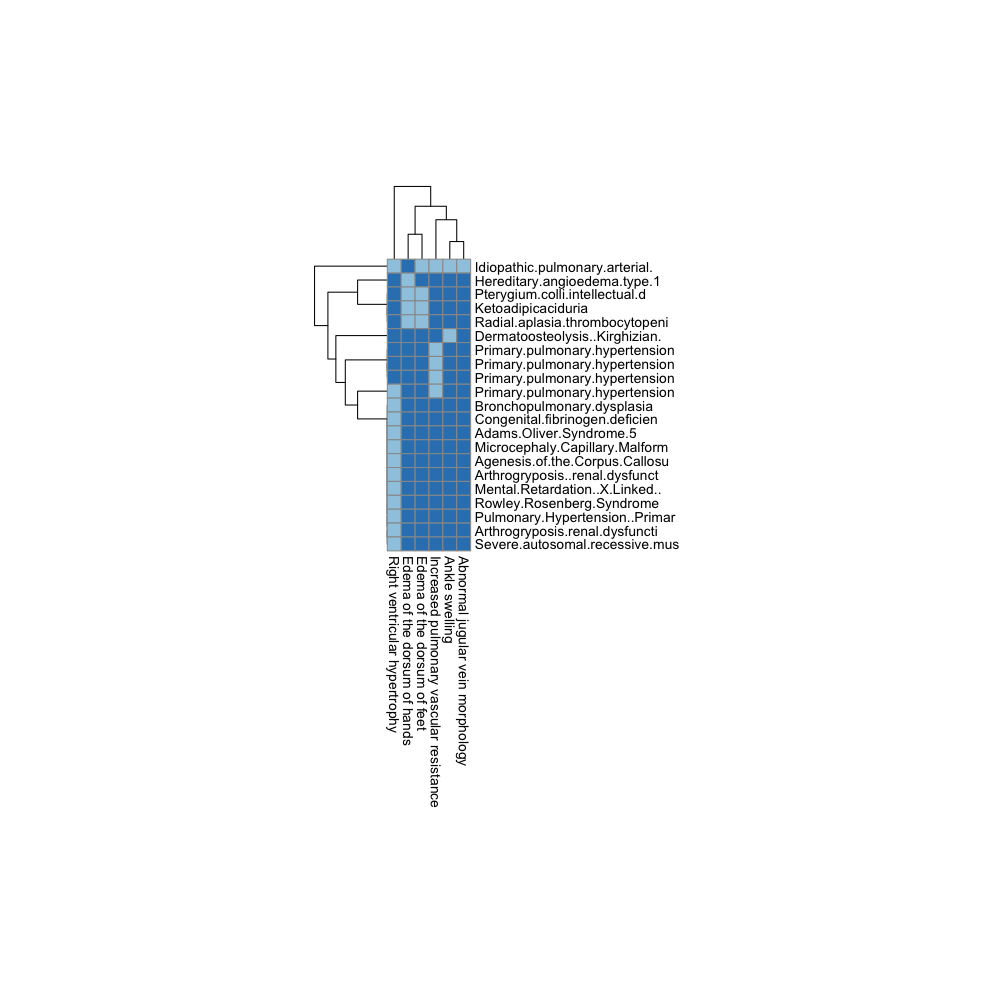 Idiopathic.pulmonary.arterial.
Hereditary.angioedema.type.1
Pterygium.colli.intellectual.d
Ketoadipicaciduria
Radial.aplasia.thrombocytopeni
Dermatoosteolysis..Kirghizian.
Primary.pulmonary.hypertension
Primary.pulmonary.hypertension
Primary.pulmonary.hypertension
Primary.pulmonary.hypertension
Bronchopulmonary.dysplasia
Congenital.fibrinogen.deficien
Adams.Oliver.Syndrome.5
Microcephaly.Capillary.Malform
Agenesis.of.the.Corpus.Callosu
Arthrogryposis..renal.dysfunct
Mental.Retardation..X.Linked..
Rowley.Rosenberg.Syndrome
Pulmonary.Hypertension..Primar
Arthrogryposis.renal.dysfuncti
Severe.autosomal.recessive.mus
Right ventricular hypertrophy
Edema of the dorsum of hands
Edema of the dorsum of feet
Increased pulmonary vascular resistance
Ankle swelling
Abnormal jugular vein morphology